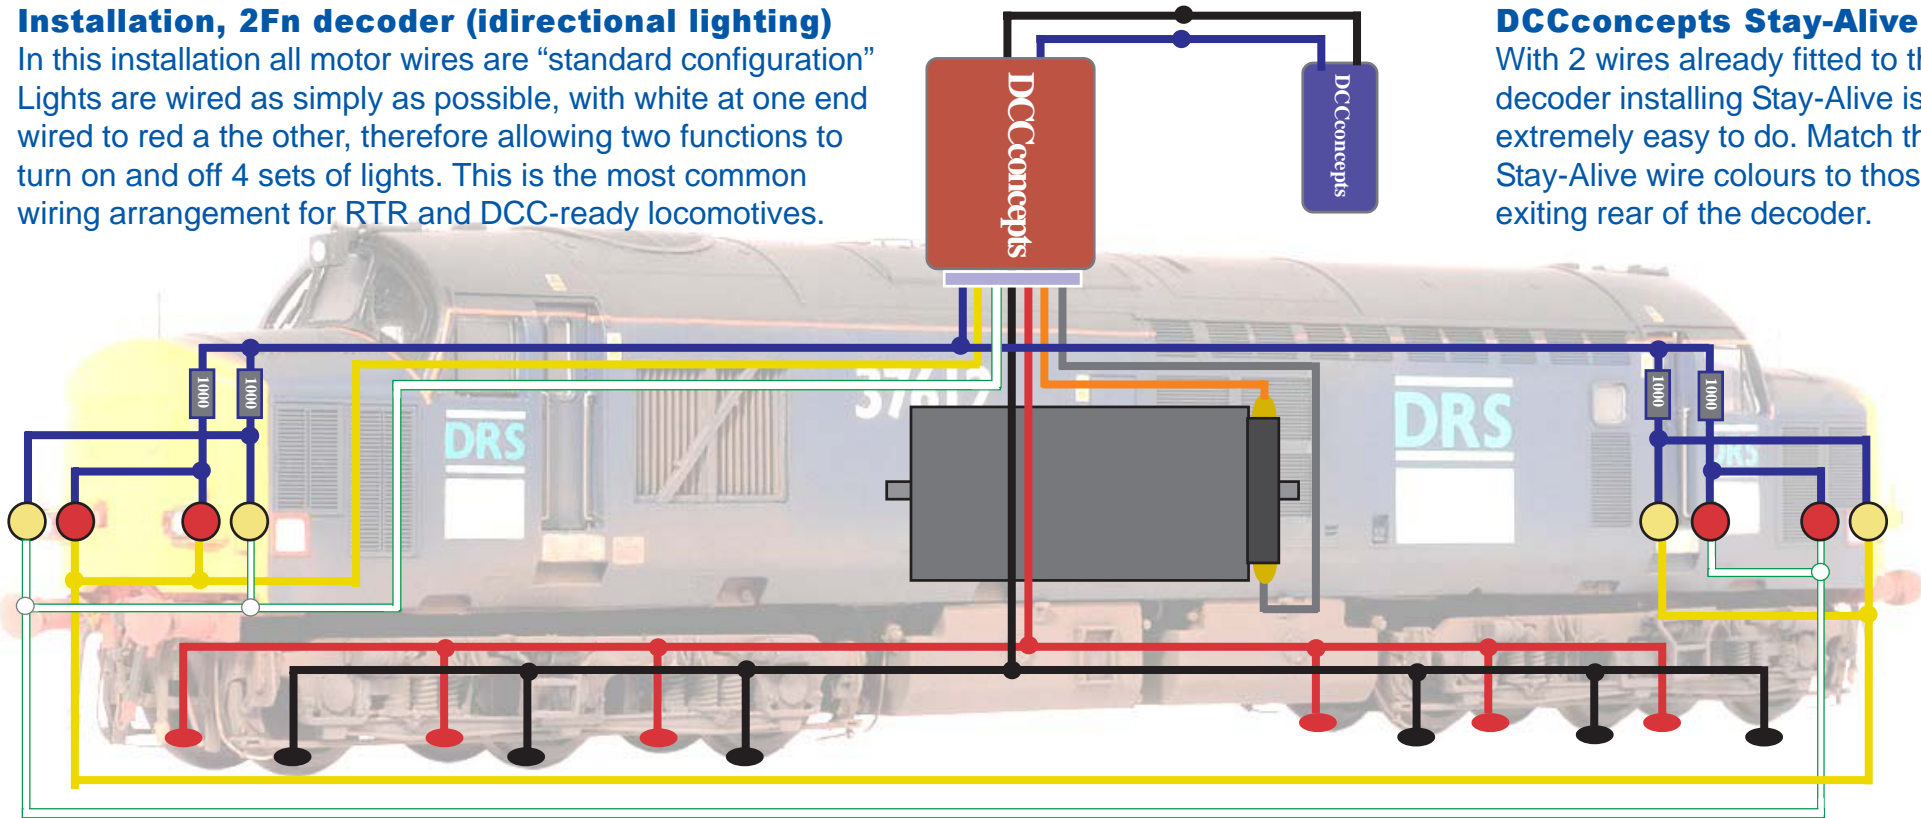 Installation, 2Fn decoder (idirectional lighting)
In this installation all motor wires are “standard configuration”
Lights are wired as simply as possible, with white at one end
wired to red a the other, therefore allowing two functions to
turn on and off 4 sets of lights. This is the most common
wiring arrangement for RTR and DCC-ready locomotives.
DCCconcepts
DCCconcepts
DCCconcepts Stay-Alive
With 2 wires already fitted to th
decoder installing Stay-Alive is
extremely easy to do. Match th
Stay-Alive wire colours to thos
exiting rear of the decoder.
1000
1000
1000
1000
DRS
DRS
DRS